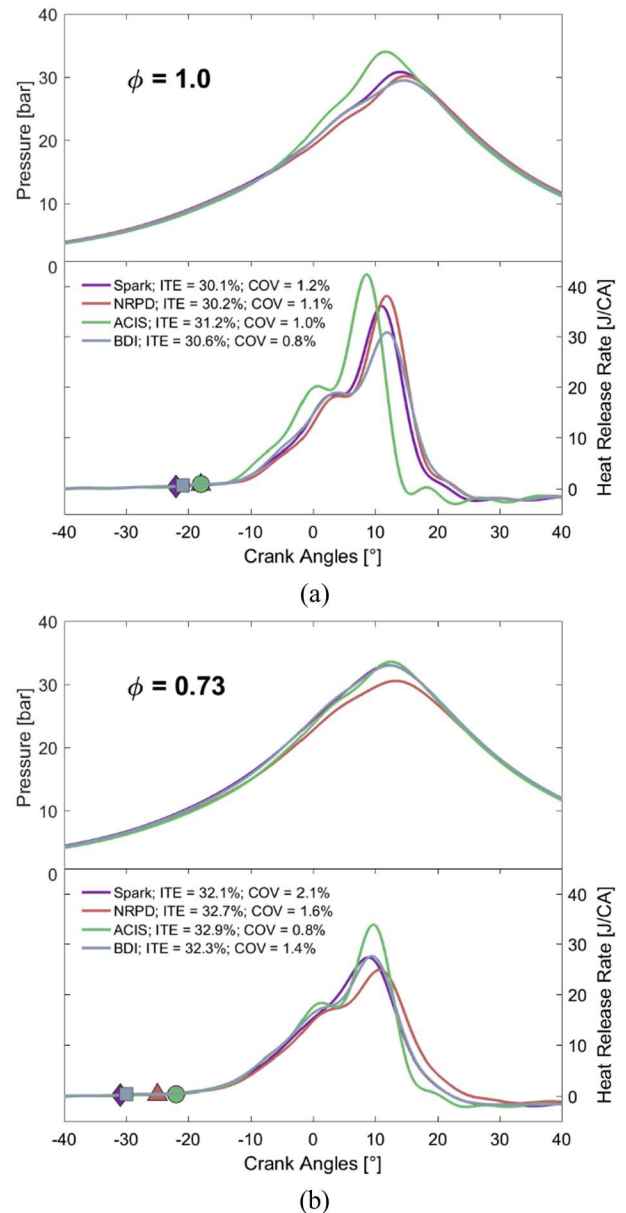 40
30
20
10
0
Pressure [bar]
ϕ = 1.0
Spark; ITE = 30.1%; COV = 1.2%
NRPD; ITE = 30.2%; COV = 1.1%
ACIS; ITE = 31.2%; COV = 1.0%
BDI; ITE = 30.6%; COV = 0.8%
40
30
20
10
0
Heat Release Rate [J/CA]
-40 -30 -20 -10 0 10 20 30 40
Crank Angles [°]
(a)
40
30
20
10
0
Pressure [bar]
ϕ = 0.73
Spark; ITE = 32.1%; COV = 2.1%
NRPD; ITE = 32.7%; COV = 1.6%
ACIS; ITE = 32.9%; COV = 0.8%
BDI; ITE = 32.3%; COV = 1.4%
40
30
20
10
0
Heat Release Rate [J/CA]
-40 -30 -20 -10 0 10 20 30 40
Crank Angles [°]
(b)